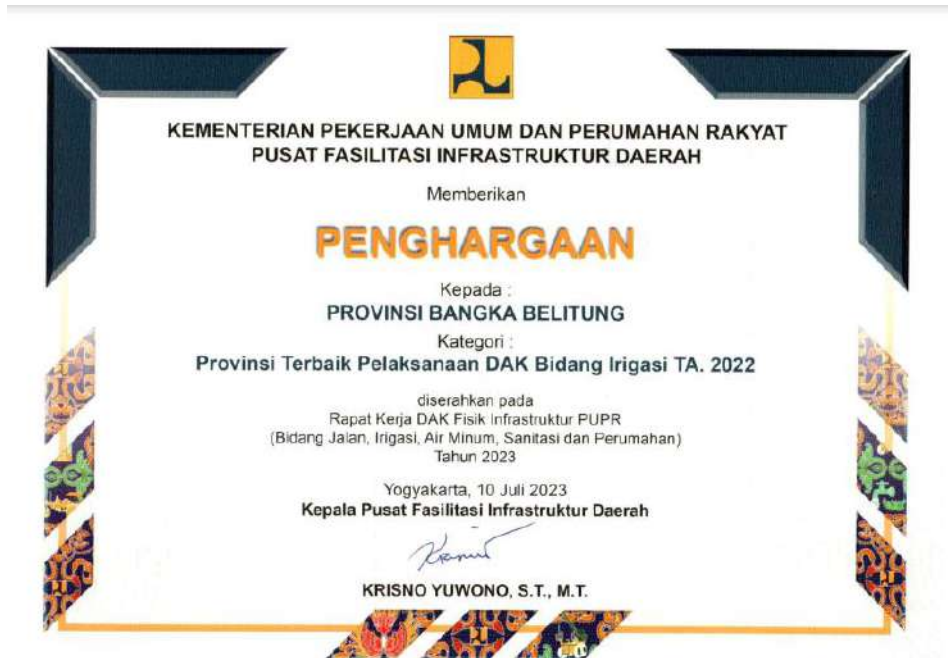 KEMENTERIAN PEKERJAAN UMUM DAN PERUMAHAN RAKYAT
PUSAT FASILITASI INFRASTRUKTUR DAERAH
Memberikan
PENGHARGAAN
Kepada :
PROVINSI BANGKA BELITUNG
Kategori :
Provinsi Terbaik Pelaksanaan DAK Bidang Irigasi TA. 2022
diserahkan pada
Rapat Kerja DAK Fisik Infrastruktur PUPR
(Bidang Jalan, Irigasi, Air Minum, Sanitasi dan Perumahan)
Tahun 2023
Yogyakarta, 10 Juli 2023
Kepala Pusat Fasilitasi Infrastruktur Daerah
KRISNO YUWONO, S.T., M.T.